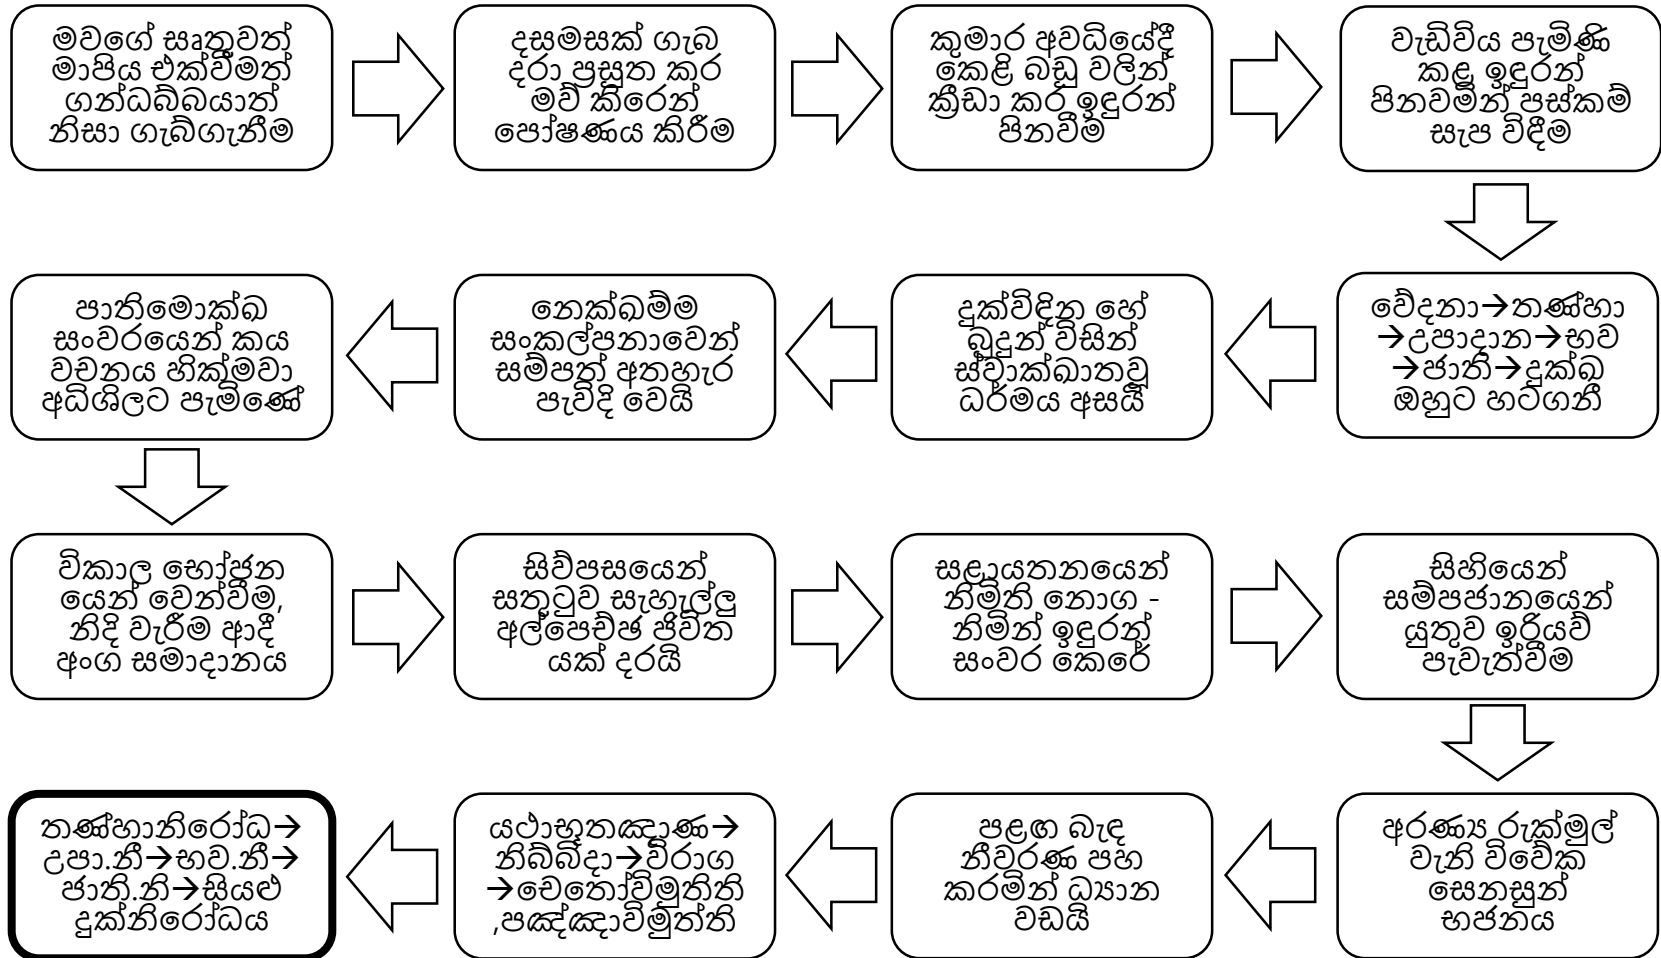 මවගේ සෘතුවත්
මාපිය එක්වීමත්
ගන්ධබ්බයාත්
නිසා ගැබ්ගැනීම
දසමසක් ගැබ
දරා ප්‍රසුත කර
මව් කිරෙන්
පෝෂණය කිරීම
කුමාර අවධියේදී
කෙළි බඩු වලින්
ක්‍රීඩා කර ඉඳුරන්
පිනවීම
වැඩිවිය පැමිණි
කළ ඉඳුරන්
පිනවමින් පස්කම්
සැප විඳීම
වේදනා→තණ්හා
→උපාදාන→භව
→ජාති→දුක්ඛ
ඔහුට හටගනී
දුක්විඳින හේ
බුදුන් විසින්
ස්වාක්ඛාතවූ
ධර්මය අසයි
නෙක්ඛම්ම
සංකල්පනාවෙන්
සම්පත් අතහැර
පැවිදි වෙයි
පාතිමොක්ඛ
සංවරයෙන් කය
වචනය හික්මවා
අධිශීලට පැමිණේ
විකාල භෝජන
යෙන් වෙන්වීම,
නිදි වැරීම ආදී
අංග සමාදානය
සිව්පසයෙන්
සතුටුව සැහැල්ලු
අල්පෙච්ඡ ජිවිත
යක් දරයි
සළායතනයෙන්
නිමිති නොග -
නිමින් ඉඳුරන්
සංවර කෙරේ
සිහියෙන්
සම්පජානයෙන්
යුතුව ඉරියව්
පැවැත්වීම
අරණ්‍ය රුක්මුල්
වැනි විවේක
සෙනසුන්
භජනය
පළඟ බැඳ
නීවරණ පහ
කරමින් ධ්‍යාන
වඩයි
යථාභූතඤාණ→
නිබ්බිදා→විරාග
→චෙතෝවිමුතිති
,පඤ්ඤාවිමුත්ති
තණ්හානිරෝධ→
උපා.නී→භව.නී→
ජාති.නි→සියළු
දුක්නිරෝධය